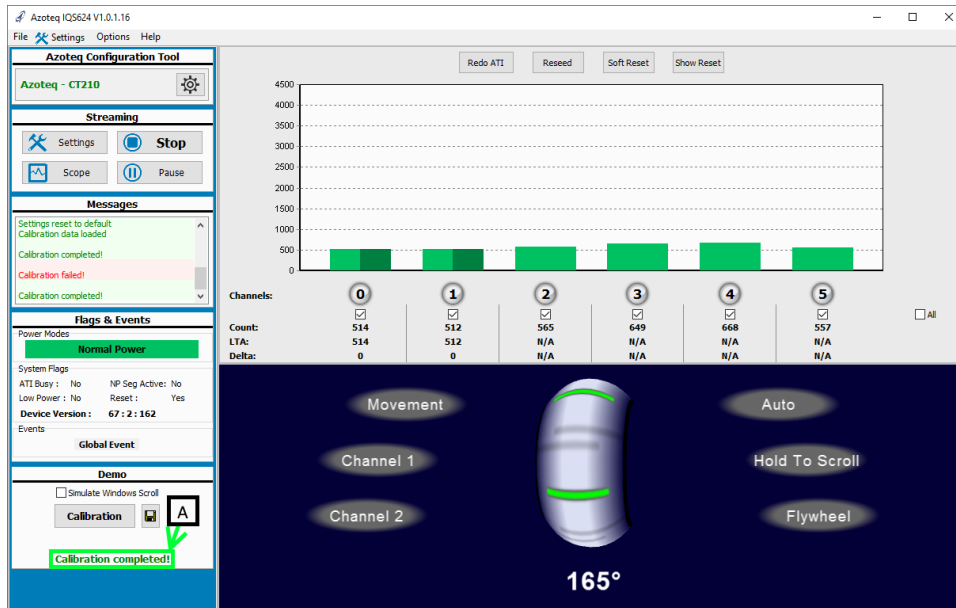 Azoteq IQS624 V1.0.1.16
File Settings Options Help
Azoteq Configuration Tool
Azoteq - CT210
Streaming
Settings Stop
Scope Pause
Messages
Settings reset to default
Calibration data loaded
Calibration completed!
Calibration failed!
Calibration completed!
Flags & Events
Power Modes
Normal Power
System Flags
ATI Busy : No NP Seg Active: No
Low Power : No Reset : Yes
Device Version : 67 : 2 : 162
Events
Global Event
Demo
Simulate Windows Scroll
Calibration A
Calibration completed!
Redo ATI Reseed Soft Reset Show Reset
4500
4000
3500
3000
2500
2000
1500
1000
500
0
Channels: 0 1 2 3 4 5
All
Count: 514 512 565 649 668 557
LTA: 514 512 N/A N/A N/A N/A
Delta: 0 0 N/A N/A N/A N/A
Movement Auto
Channel 1 Hold To Scroll
Channel 2 Flywheel
165°